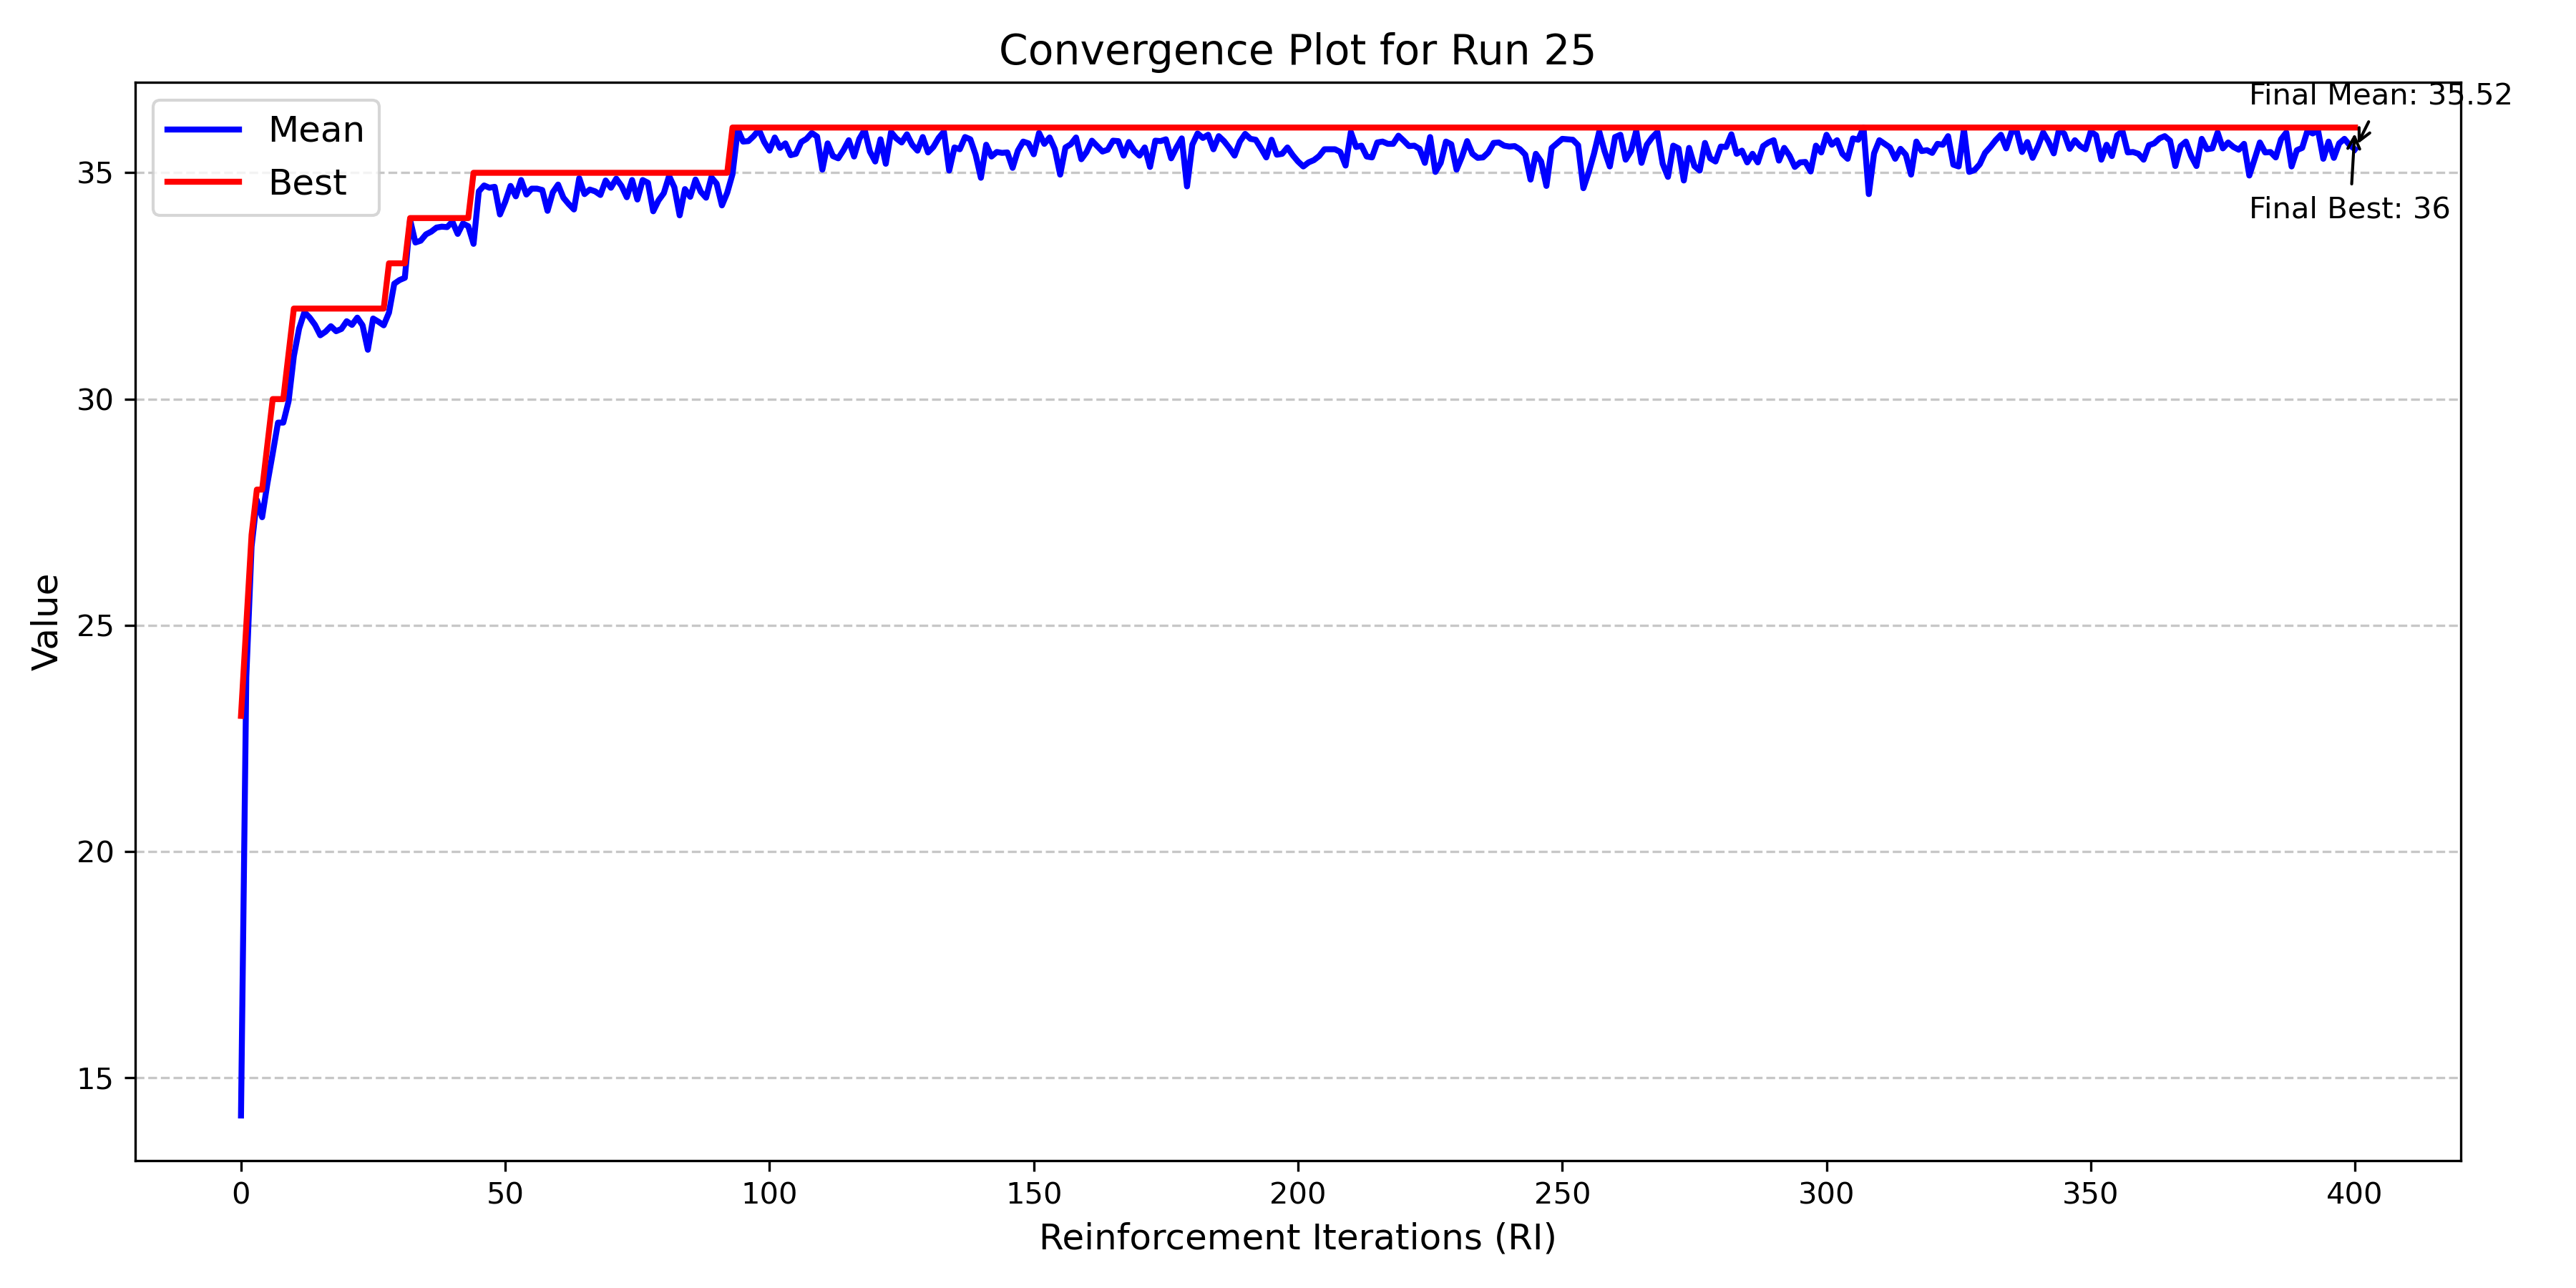 Convergence Plot for Run 25
Final Mean: 35.52
Mean
Best
Final Best: 36
35
30
25
20
15
Value
0 50 100 150 200 250 300 350 400
Reinforcement Iterations (RI)